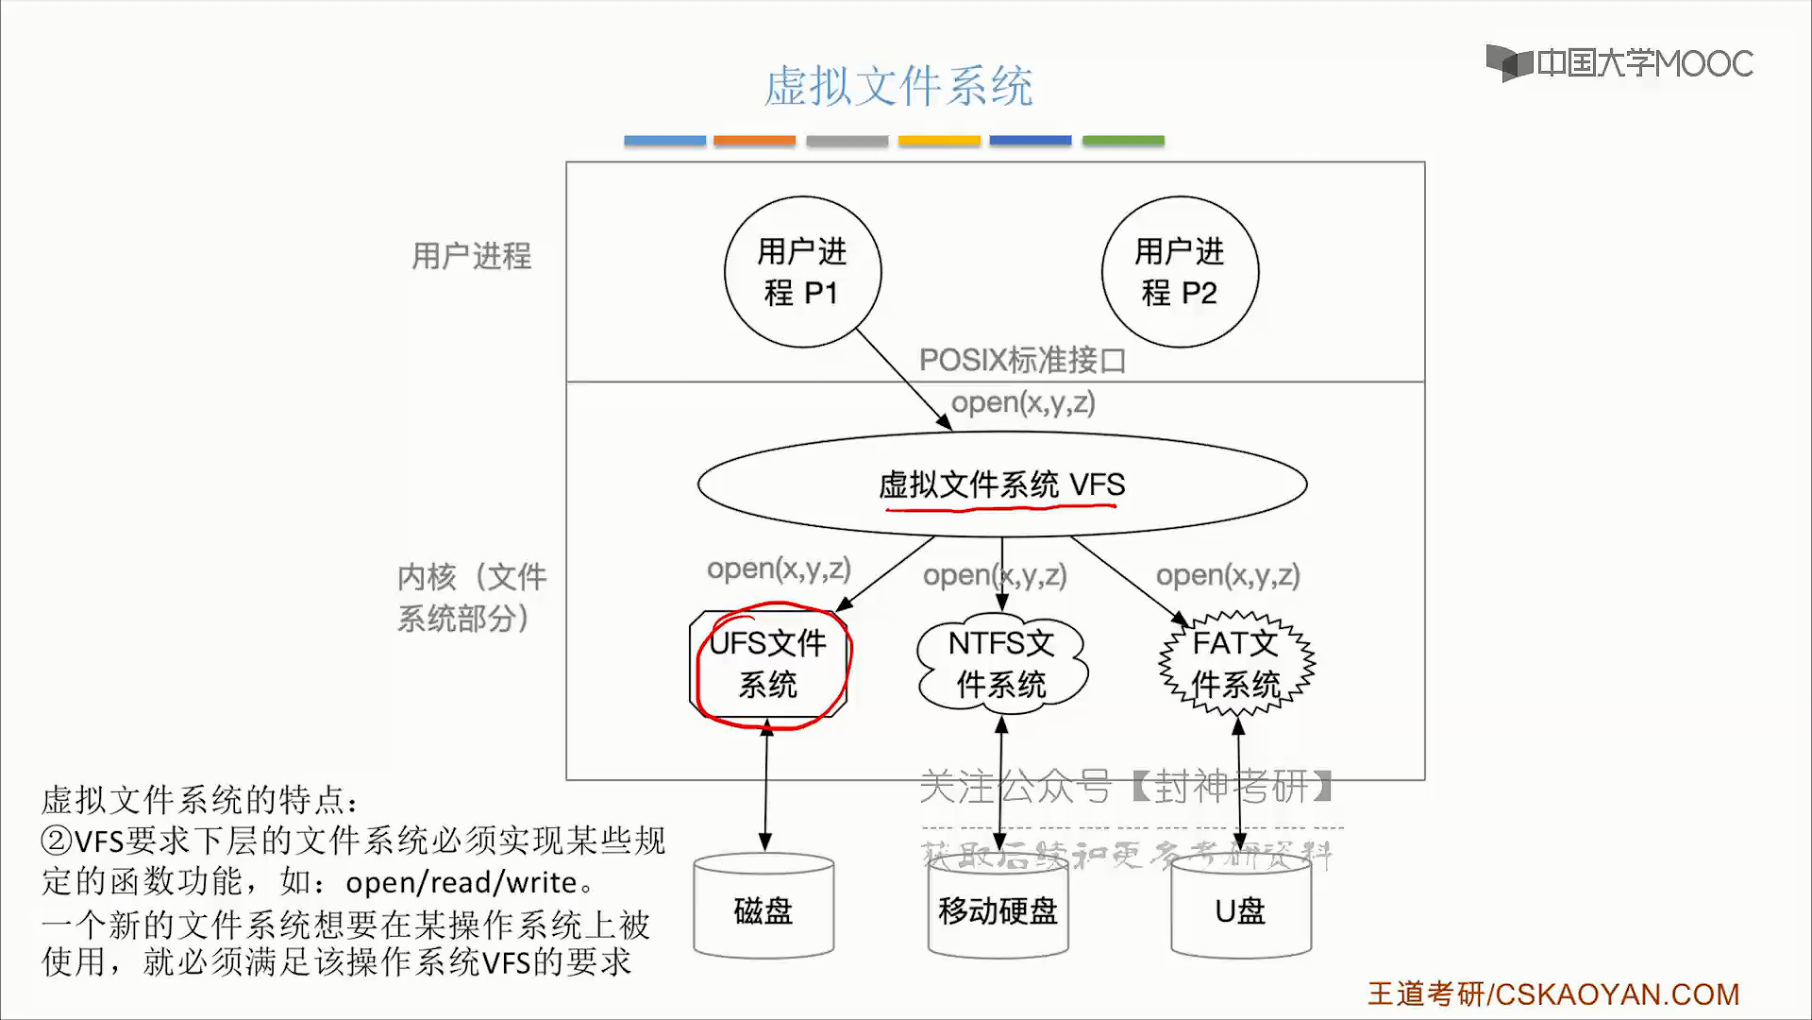 中国大学MOOC
虚拟文件系统
用户进程
用户进
程 P1
用户进
程 P2
POSIX标准接口
open(x,y,z)
虚拟文件系统 VFS
内核（文件
系统部分）
open(x,y,z)
open(x,y,z)
open(x,y,z)
UFS文件
系统
NTFS文
件系统
FAT文
件系统
关注公众号【封神考研】
获取后续和更多考研资料
磁盘
移动硬盘
U盘
虚拟文件系统的特点：
②VFS要求下层的文件系统必须实现某些规
定的函数功能，如：open/read/write。
一个新的文件系统想要在某操作系统上被
使用，就必须满足该操作系统VFS的要求
王道考研/CSKAOYAN.COM